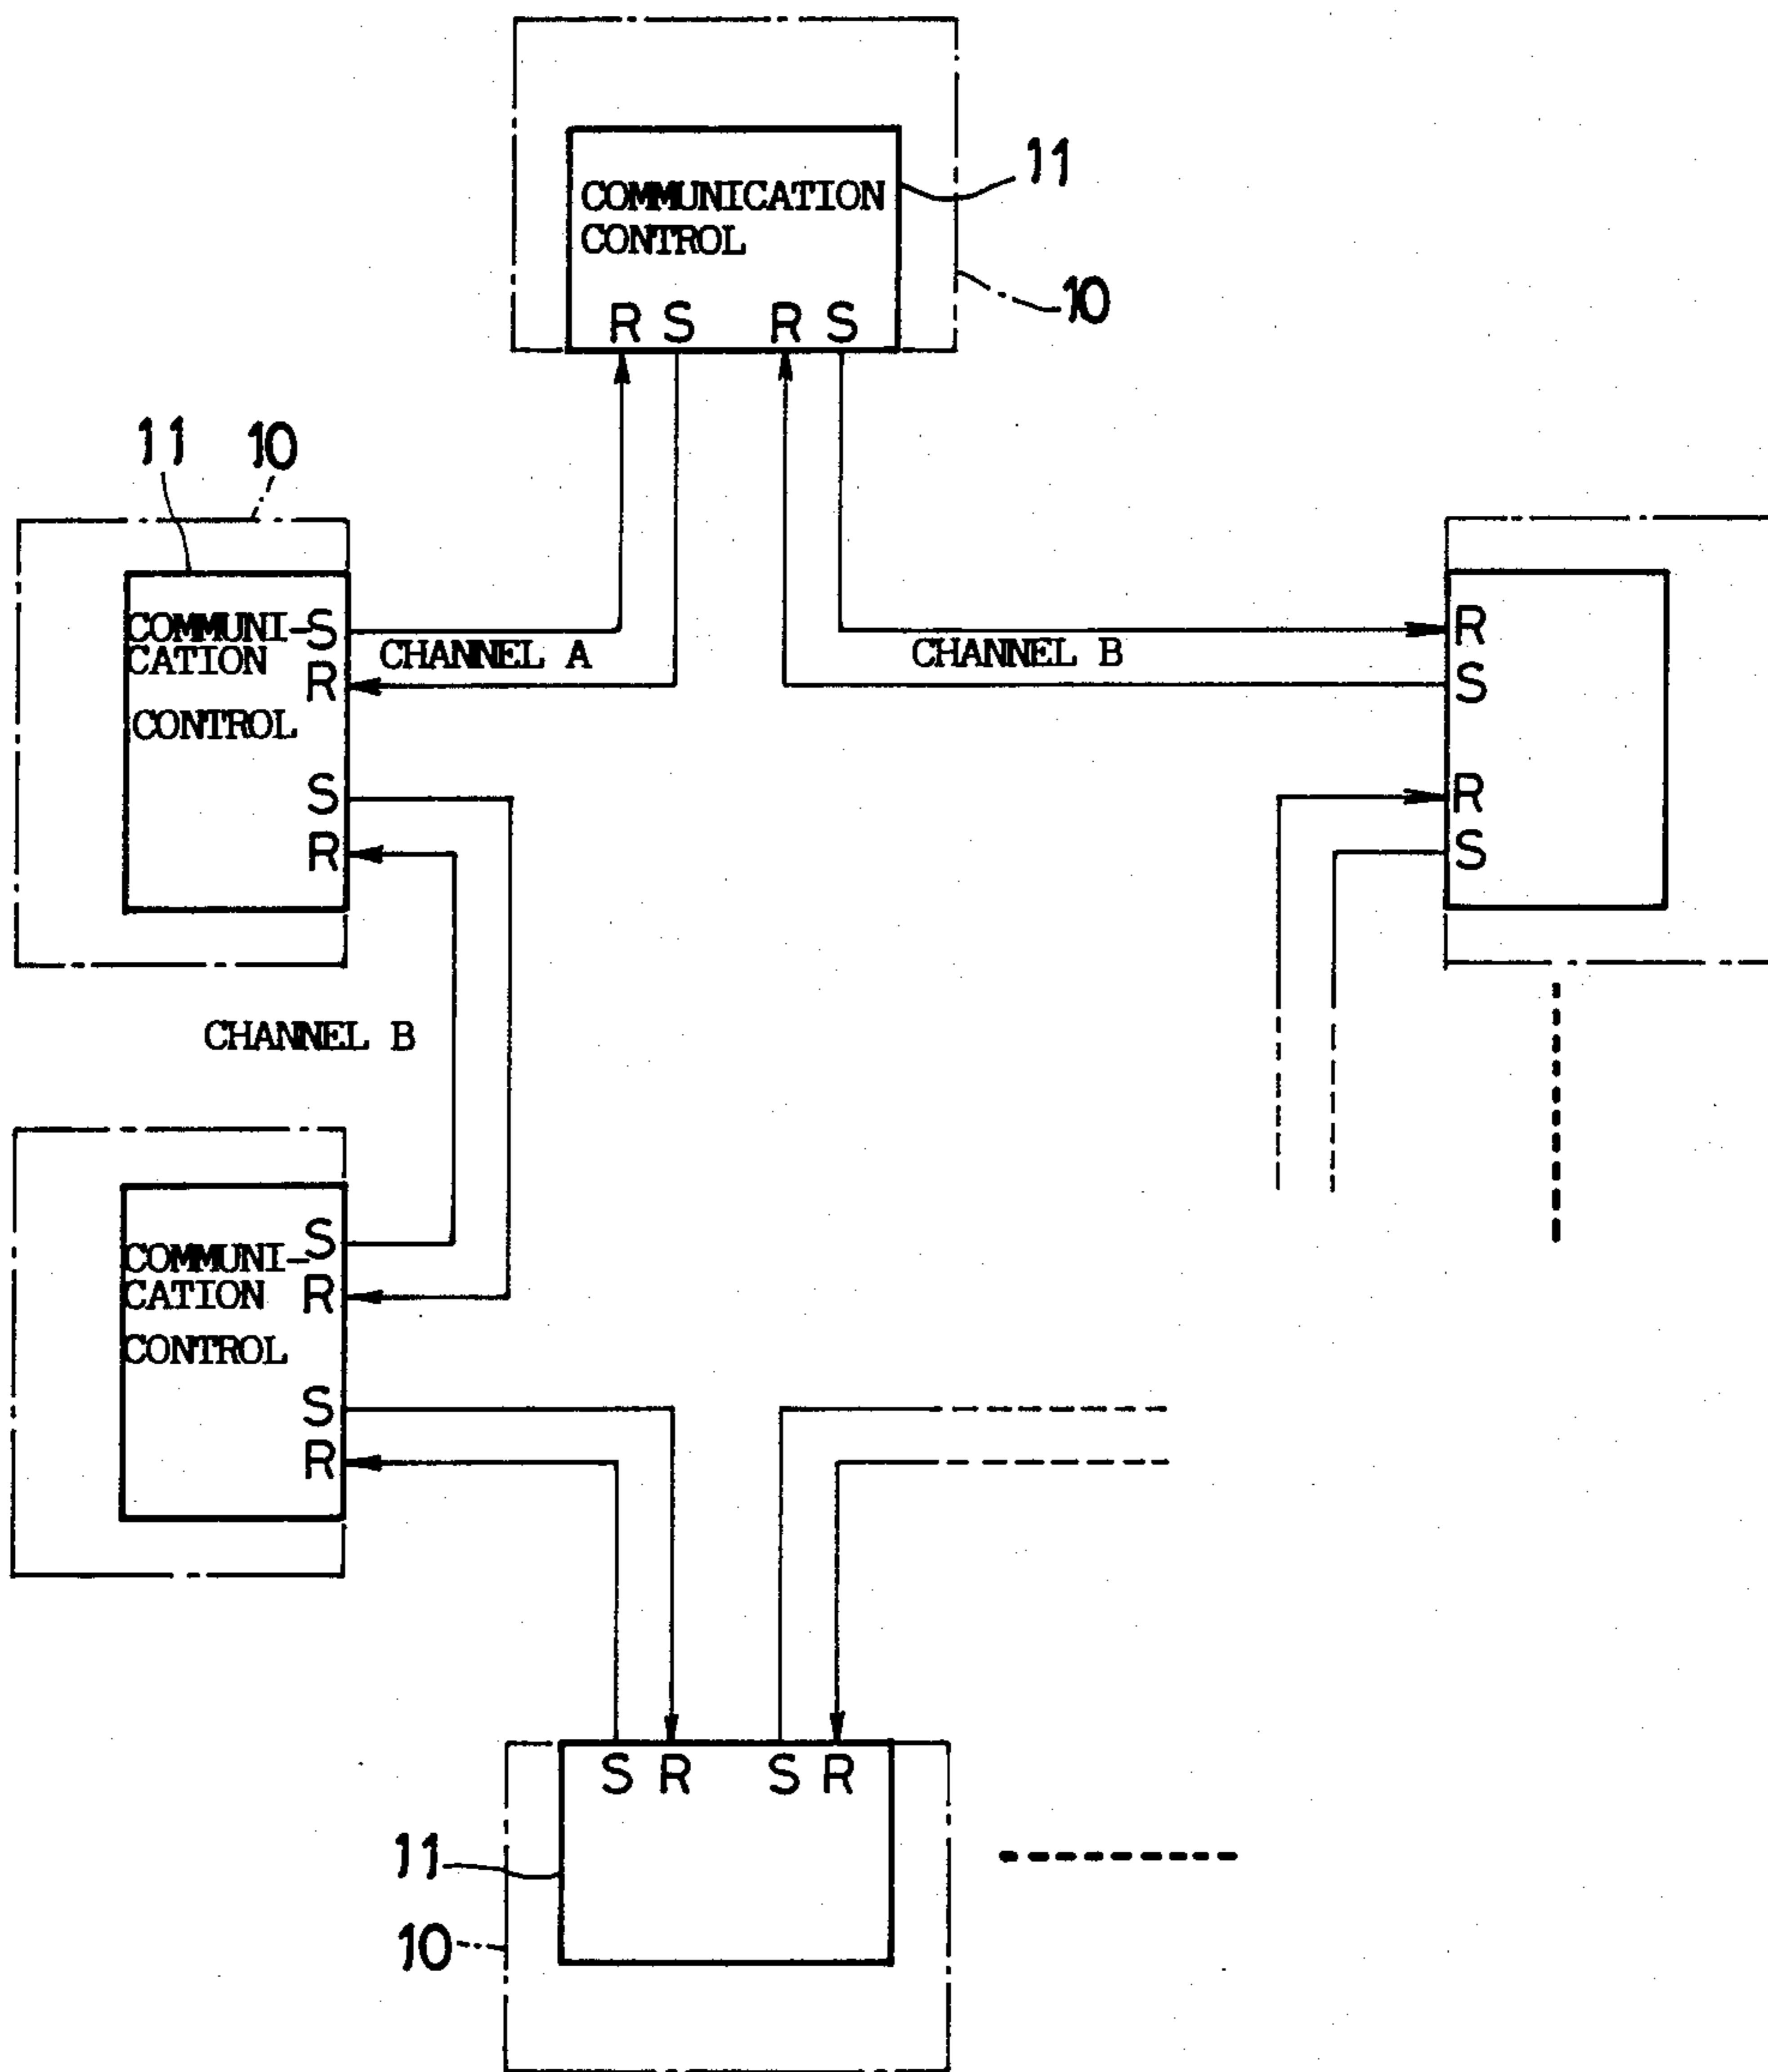 11
COMMUNICATION
CONTROL
10
R S R S
11 10
COMMUNI-
CATION
CONTROL
S
R
S
R
CHANNEL A
CHANNEL B
R
S
R
S
CHANNEL B
COMMUNI-
CATION
CONTROL
S
R
S
R
S R S R
11
10